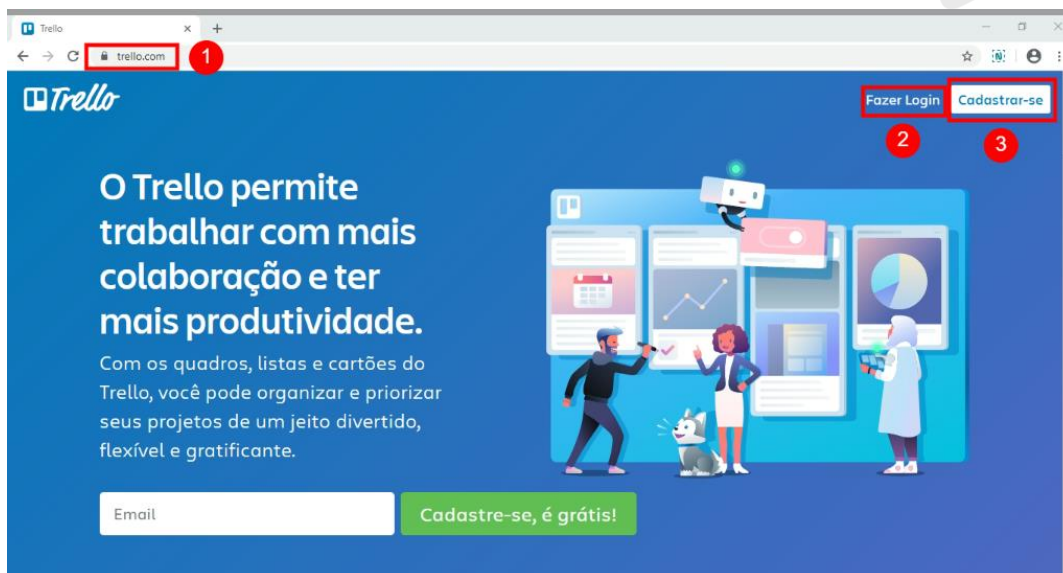 Trello
trello.com
1
Trello
Fazer Login
Cadastrar-se
2
3
O Trello permite
trabalhar com mais
colaboração e ter
mais produtividade.
Com os quadros, listas e cartões do
Trello, você pode organizar e priorizar
seus projetos de um jeito divertido,
flexível e gratificante.
Email
Cadastre-se, é grátis!